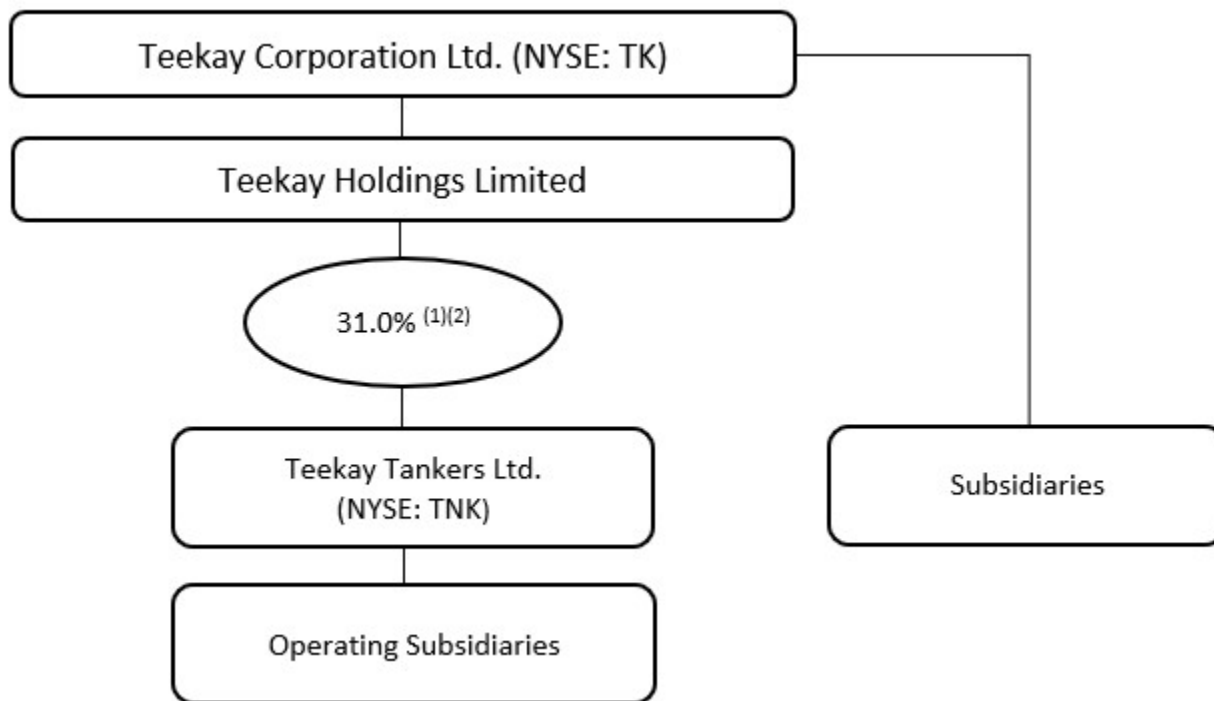 Teekay Corporation Ltd. (NYSE: TK)
Teekay Holdings Limited
31.0% (1)(2)
Teekay Tankers Ltd.
(NYSE: TNK)
Subsidiaries
Operating Subsidiaries